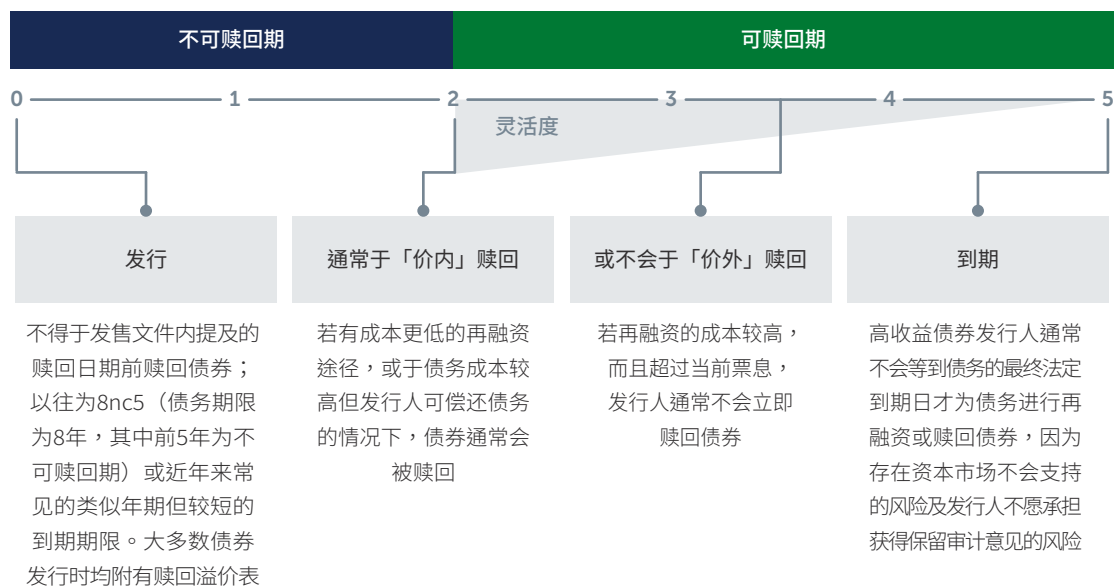 不可赎回期
可赎回期
0 1 2 3 4 5
灵活度
发行
不得于发售文件内提及的
赎回日期前赎回债券；
以往为8nc5（债务期限
为8年，其中前5年为不
可赎回期）或近年来常
见的类似年期但较短的
到期期限。大多数债券
发行时均附有赎回溢价表
通常于「价内」赎回
若有成本更低的再融资
途径，或于债务成本较
高但发行人可偿还债务
的情况下，债券通常会
被赎回
或不会于「价外」赎回
若再融资的成本较高，
而且超过当前票息，
发行人通常不会立即
赎回债券
到期
高收益债券发行人通常
不会等到债务的最终法定
到期日才为债务进行再
融资或赎回债券，因为
存在资本市场不会支持
的风险及发行人不愿承担
获得保留审计意见的风险